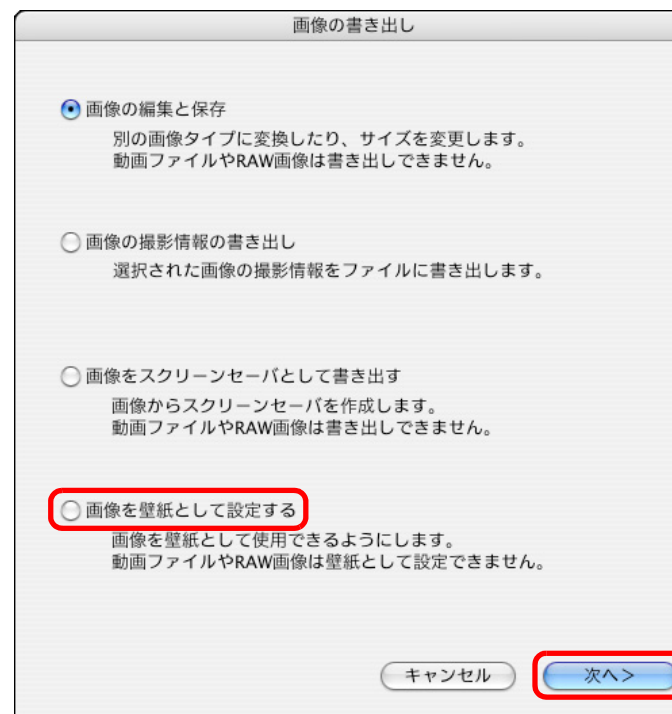 画像の書き出し
画像の編集と保存
別の画像タイプに変換したり、サイズを変更します。
動画ファイルやRAW画像は書き出しできません。
画像の撮影情報の書き出し
選択された画像の撮影情報をファイルに書き出します。
画像をスクリーンセーバとして書き出す
画像からスクリーンセーバを作成します。
動画ファイルやRAW画像は書き出しできません。
画像を壁紙として設定する
画像を壁紙として使用できるようにします。
動画ファイルやRAW画像は壁紙として設定できません。
キャンセル
次へ>